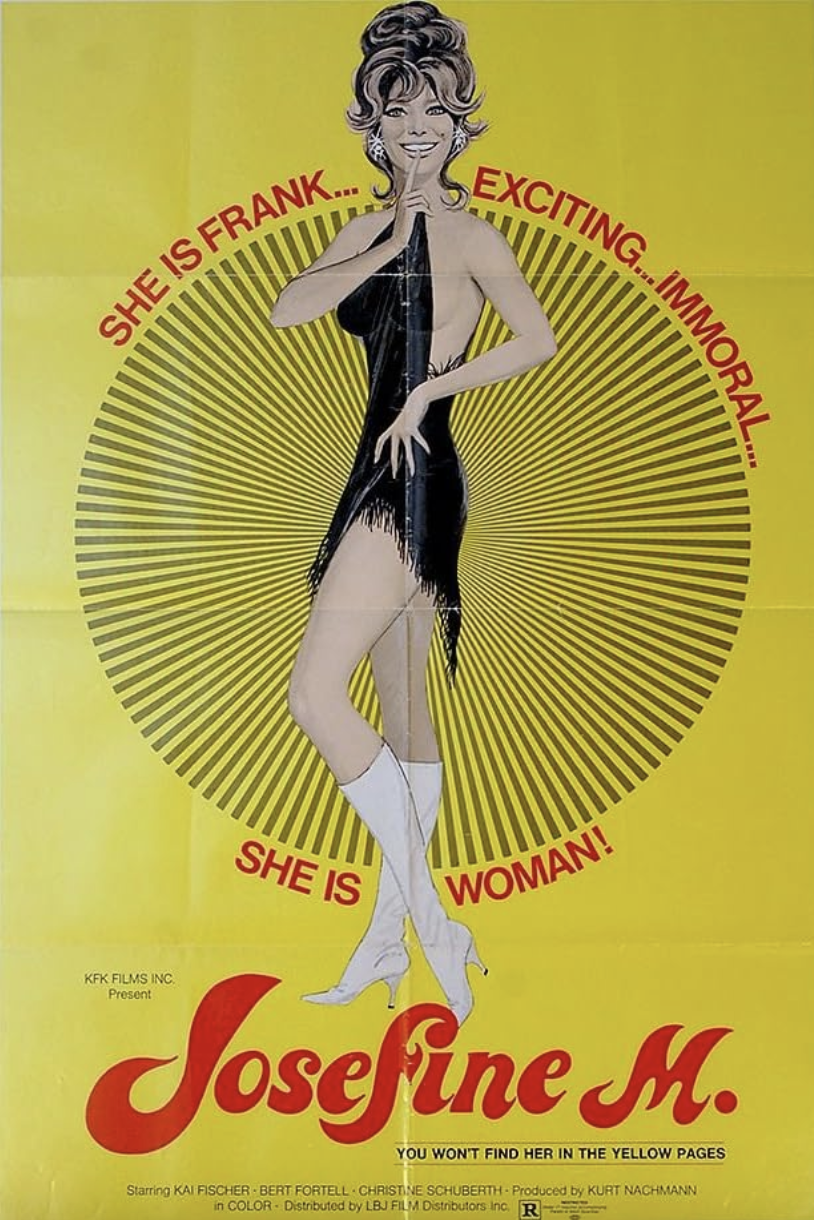 SHE IS FRANK... EXCITING... IMMORAL...
SHE IS WOMAN!
KFK FILMS INC.
Present
Josefine M.
YOU WON'T FIND HER IN THE YELLOW PAGES
Starring KAI FISCHER · BERT FORTELL · CHRISTINE SCHUBERTH · Produced by KURT NACHMANN
in COLOR · Distributed by LBJ FILM Distributors Inc.
R RESTRICTED